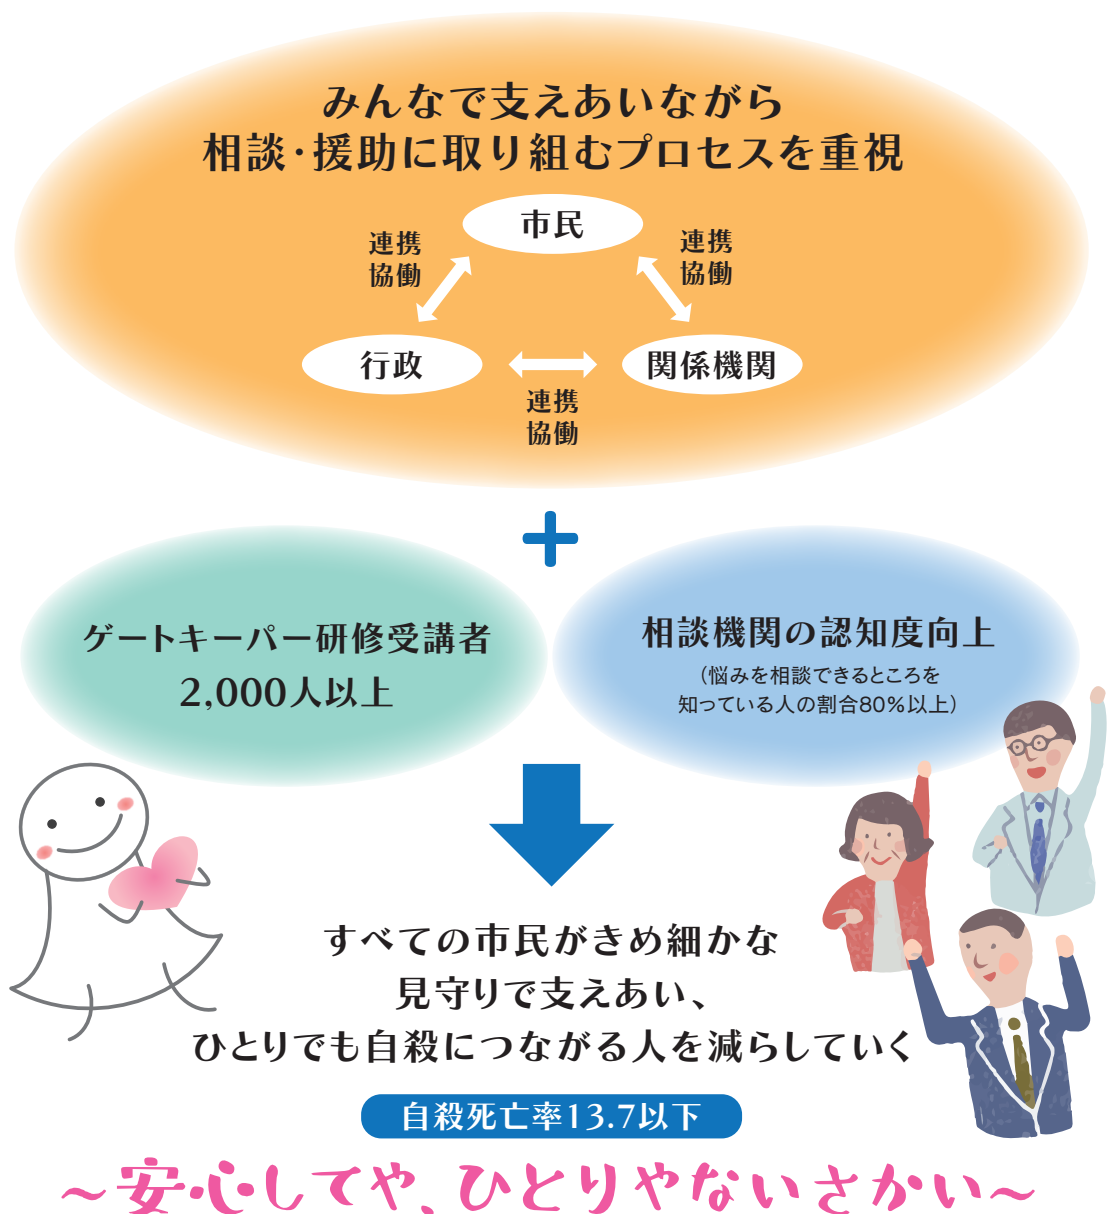 みんなで支えあいながら
相談・援助に取り組むプロセスを重視
市民
連携
協働
連携
協働
行政
関係機関
連携
協働
ゲートキーパー研修受講者
2,000人以上
相談機関の認知度向上
（悩みを相談できるところを
知っている人の割合80%以上）
すべての市民がきめ細かな
見守りで支えあい、
ひとりでも自殺につながる人を減らしていく
自殺死亡率13.7以下
～安心してや、ひとりやないさかい～